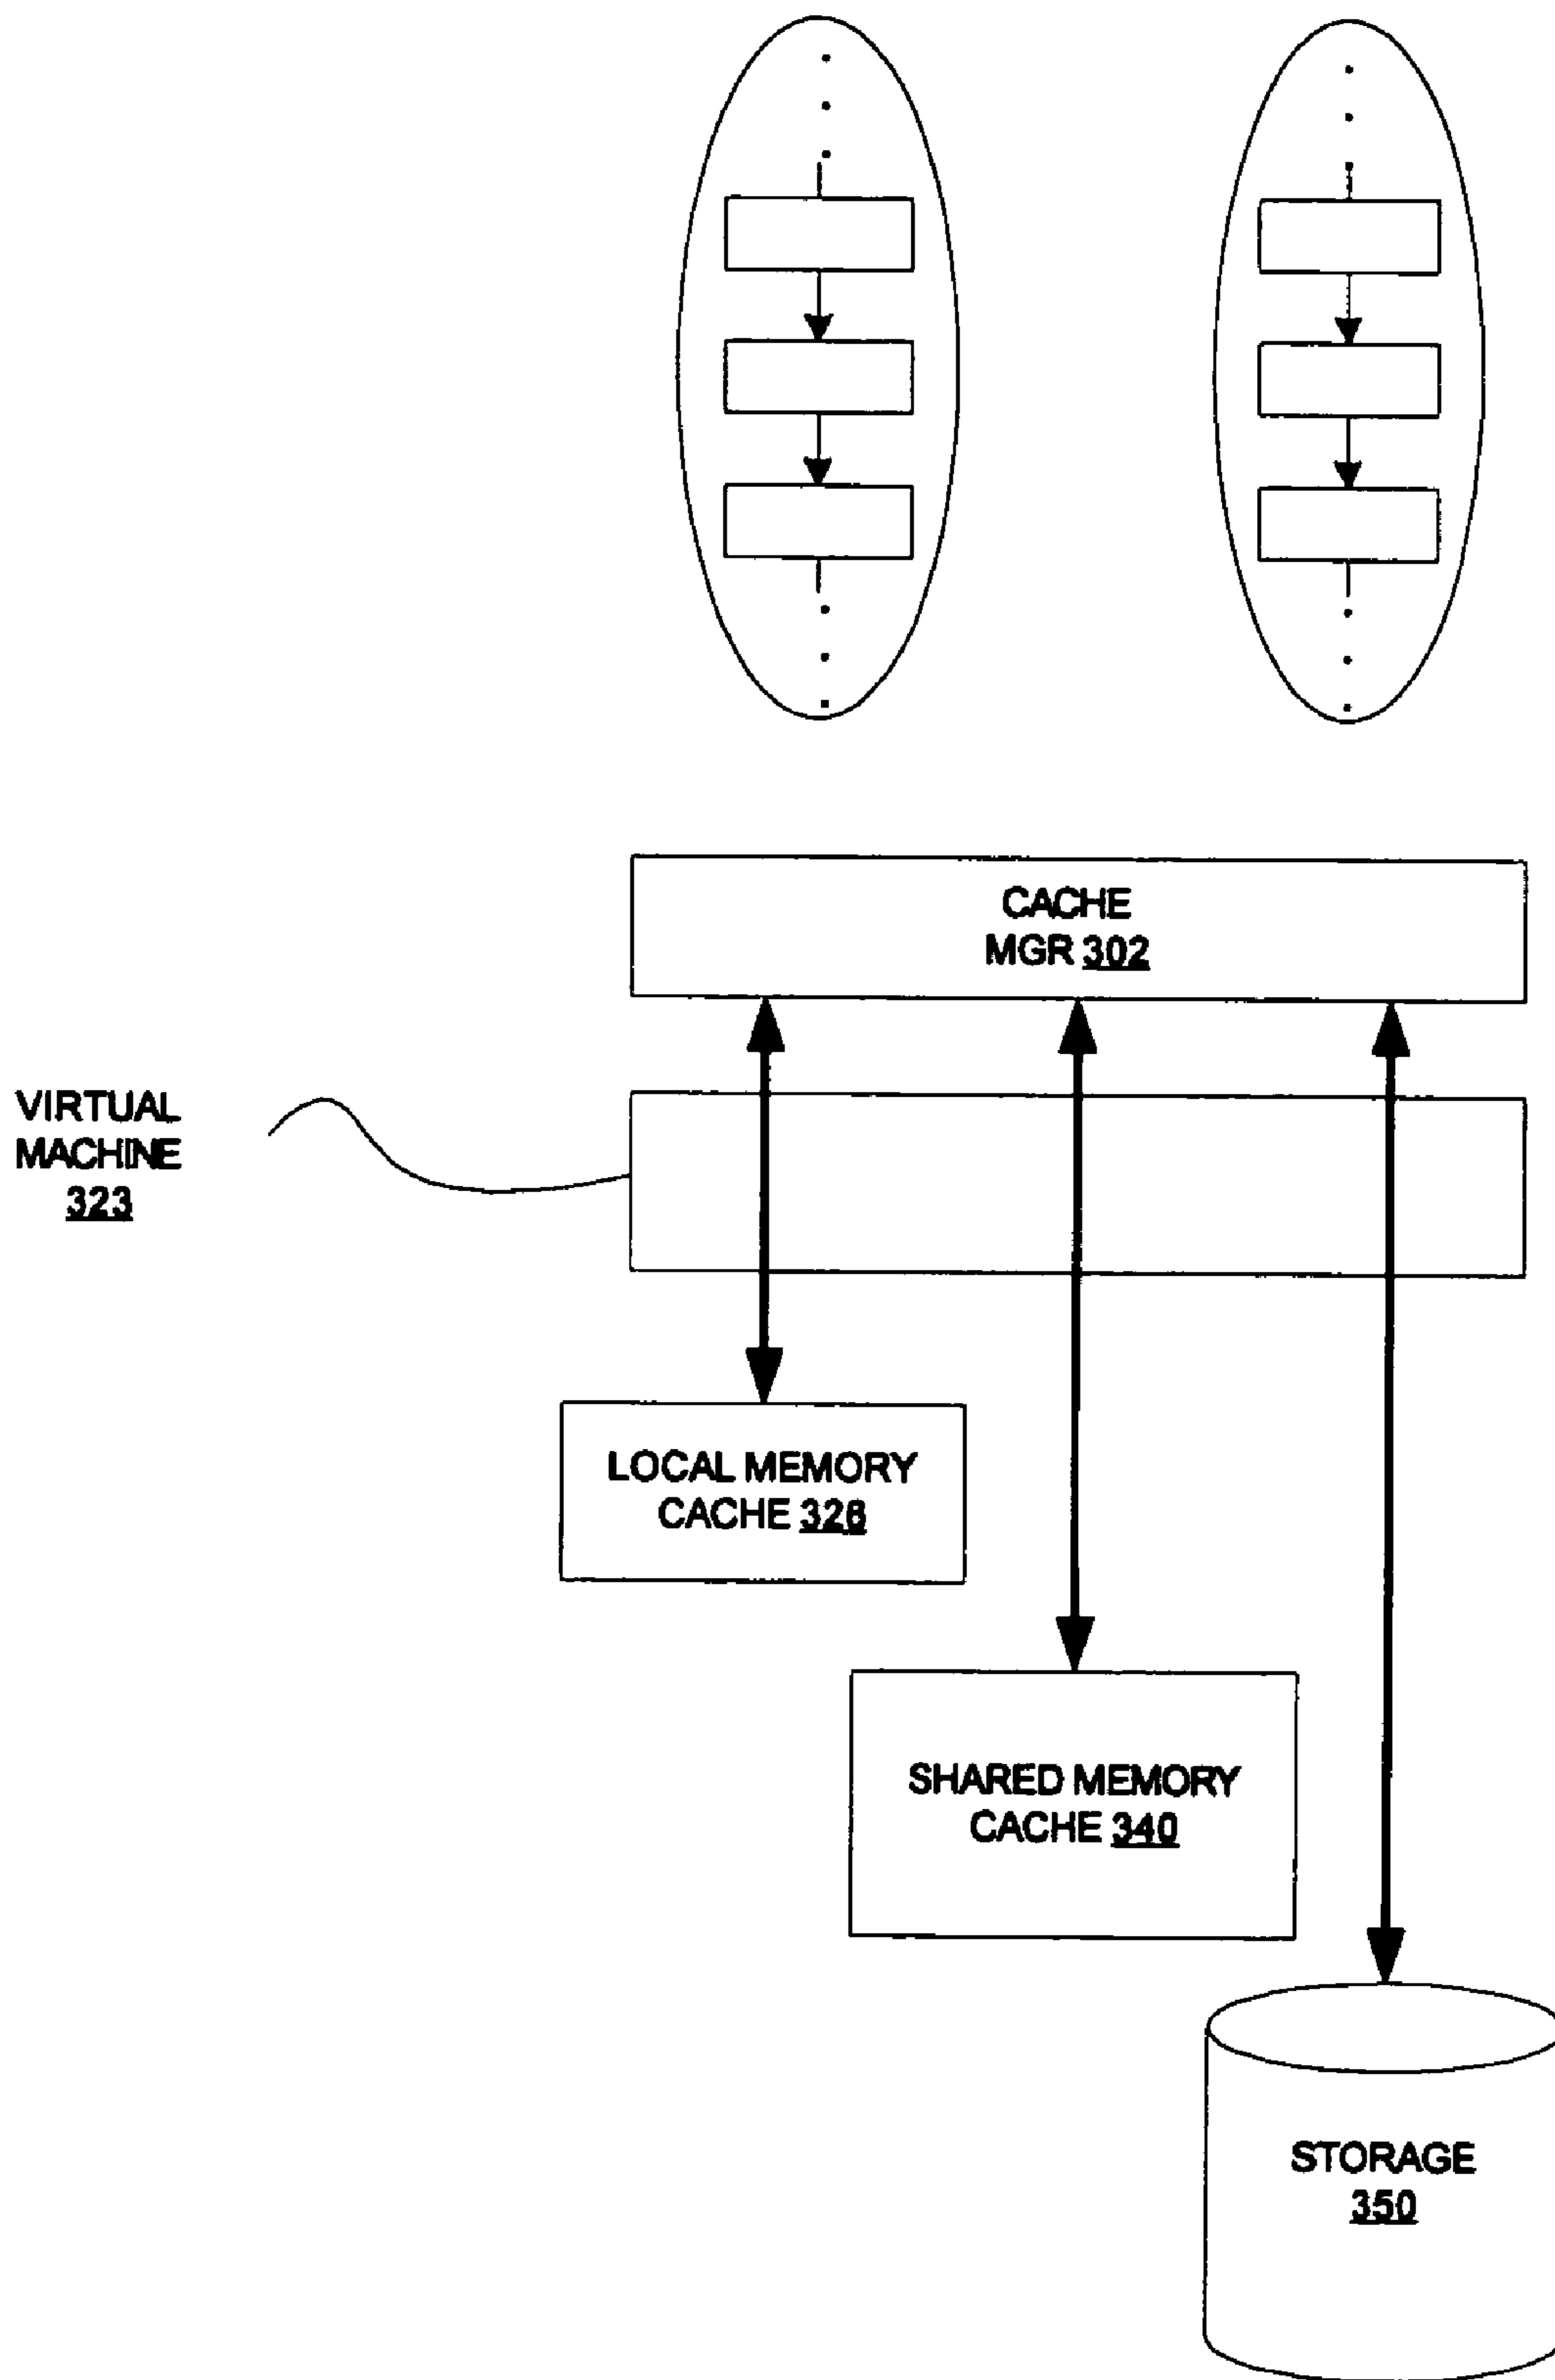 CACHE
MGR 302
VIRTUAL
MACHINE
323
LOCAL MEMORY
CACHE 326
SHARED MEMORY
CACHE 340
STORAGE
350